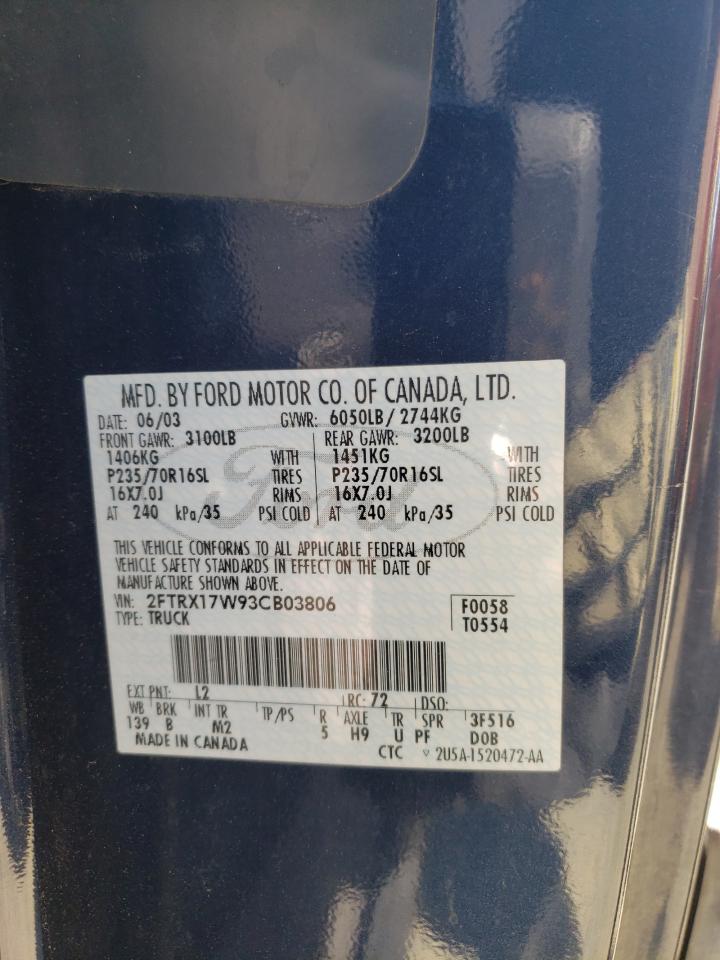 MFD. BY FORD MOTOR CO. OF CANADA, LTD.
DATE: 06/03 GVWR: 6050LB/ 2744KG
FRONT GAWR: 3100LB REAR GAWR: 3200LB
1406KG WITH 1451KG WITH
P235/70R16SL TIRES P235/70R16SL TIRES
16X7.0J RIMS 16X7.0J RIMS
AT 240 kPa/35 PSI COLD AT 240 kPa/35 PSI COLD
Ford
THIS VEHICLE CONFORMS TO ALL APPLICABLE FEDERAL MOTOR
VEHICLE SAFETY STANDARDS IN EFFECT ON THE DATE OF
MANUFACTURE SHOWN ABOVE.
VIN: 2FTRX17W93CB03806 F0058
TYPE: TRUCK T0554
EXT PNT: L2 RC: 72 DSO:
WB BRK INT TR TP/PS R AXLE TR SPR 3F516
139 B M2 5 H9 U PF DOB
MADE IN CANADA CTC ▽ 2U5A-1520472-AA